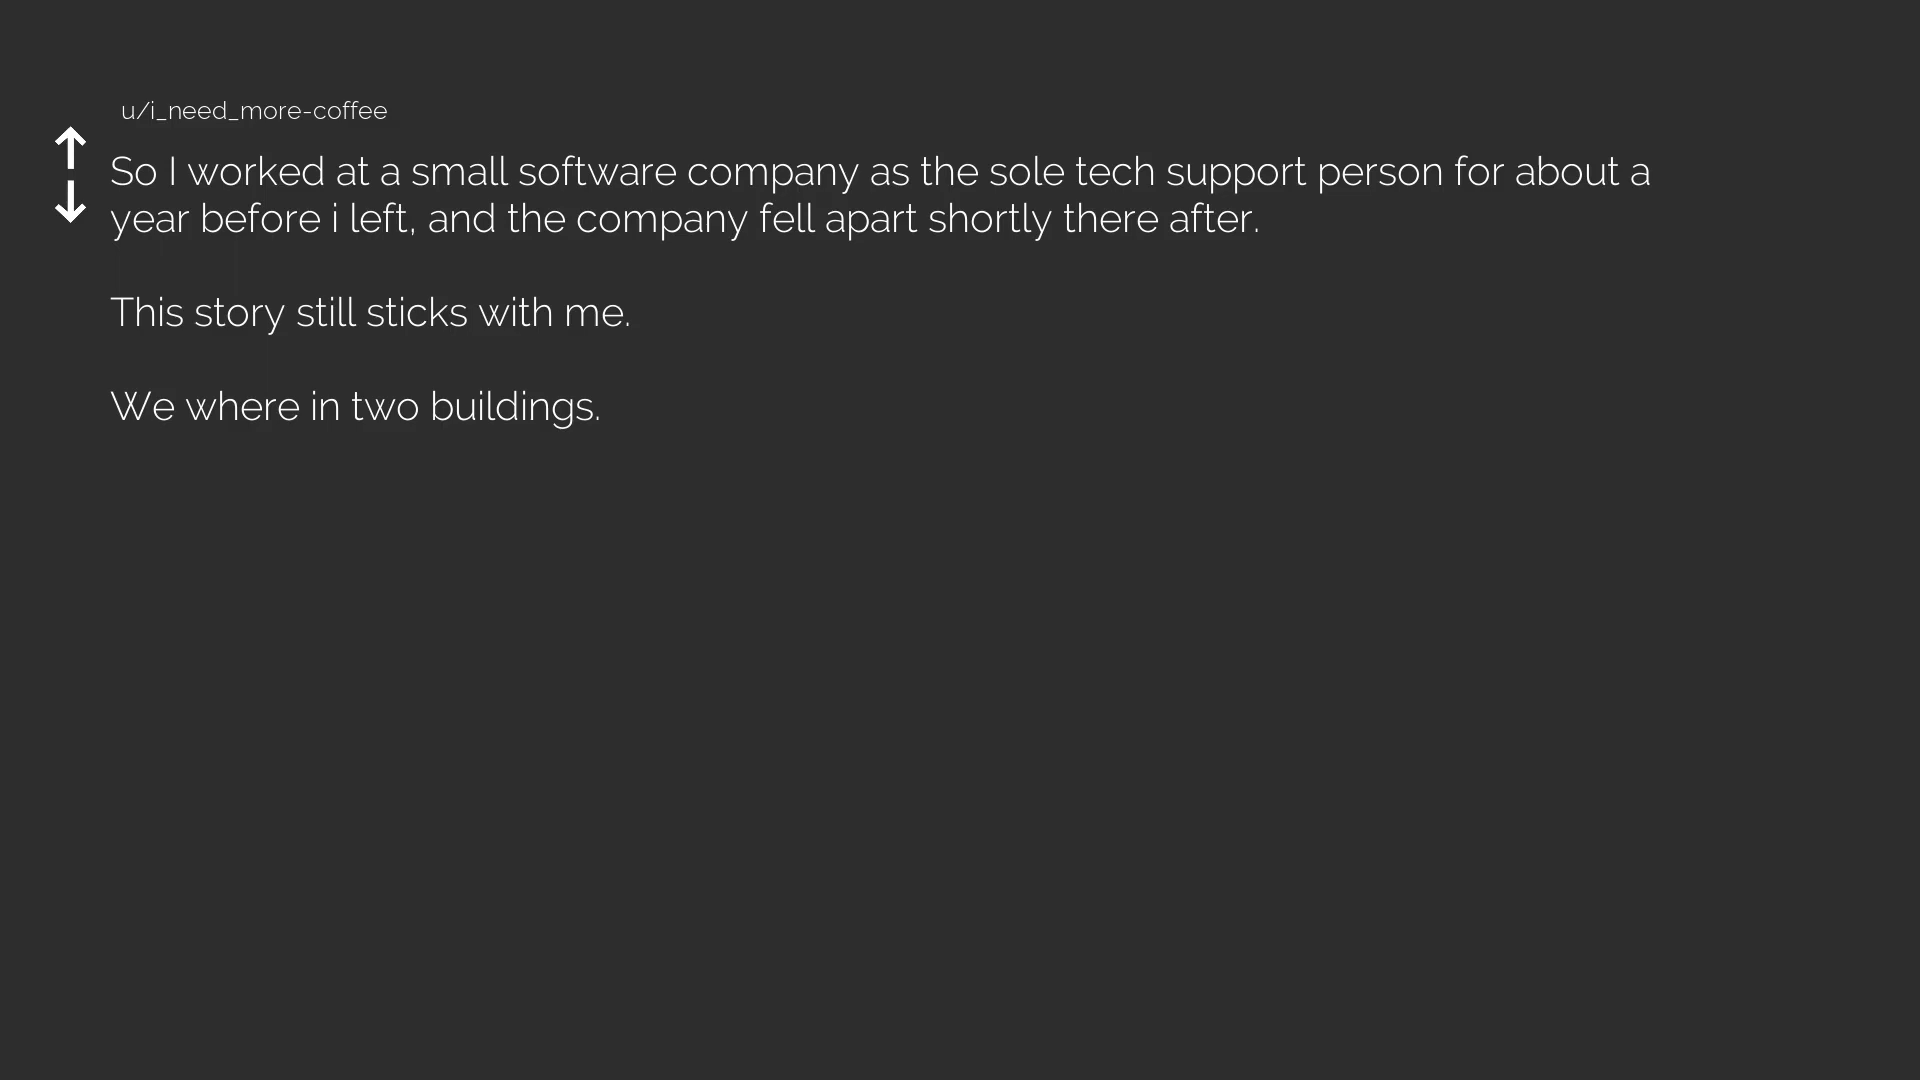 u/i_need_more-coffee
So I worked at a small software company as the sole tech support person for about a
year before i left, and the company fell apart shortly there after.
This story still sticks with me.
We where in two buildings.